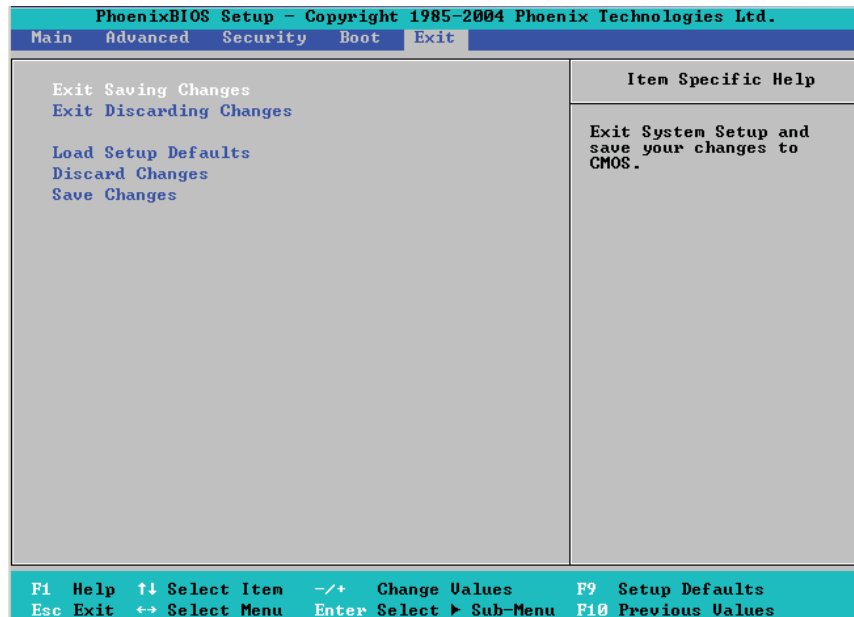 PhoenixBIOS Setup - Copyright 1985-2004 Phoenix Technologies Ltd.
Main Advanced Security Boot Exit
Exit Saving Changes
Exit Discarding Changes
Load Setup Defaults
Discard Changes
Save Changes
Item Specific Help
Exit System Setup and
save your changes to
CMOS.
F1 Help ↑↓ Select Item -/+ Change Values F9 Setup Defaults
Esc Exit ↔ Select Menu Enter Select ▶ Sub-Menu F10 Previous Values